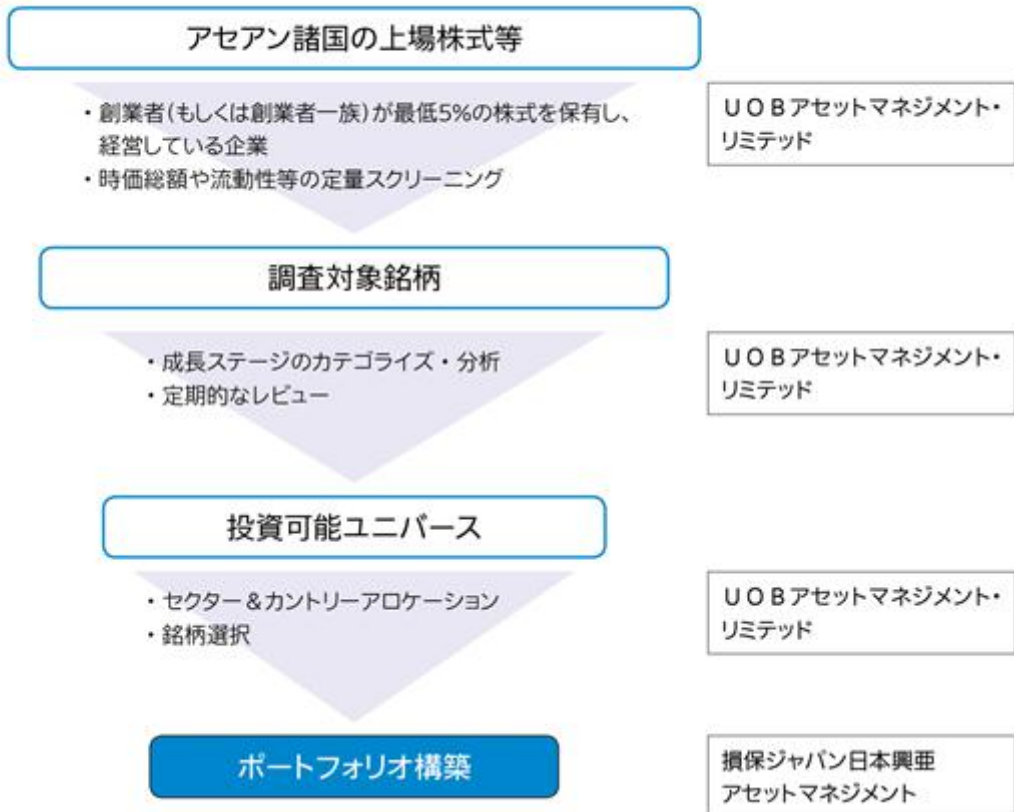 アセアン諸国の上場株式等
・創業者(もしくは創業者一族)が最低5%の株式を保有し、
経営している企業
・時価総額や流動性等の定量スクリーニング
UOBアセットマネジメント・
リミテッド
調査対象銘柄
・成長ステージのカテゴライズ・分析
・定期的なレビュー
UOBアセットマネジメント・
リミテッド
投資可能ユニバース
・セクター&カントリーアロケーション
・銘柄選択
UOBアセットマネジメント・
リミテッド
ポートフォリオ構築
損保ジャパン日本興亜
アセットマネジメント